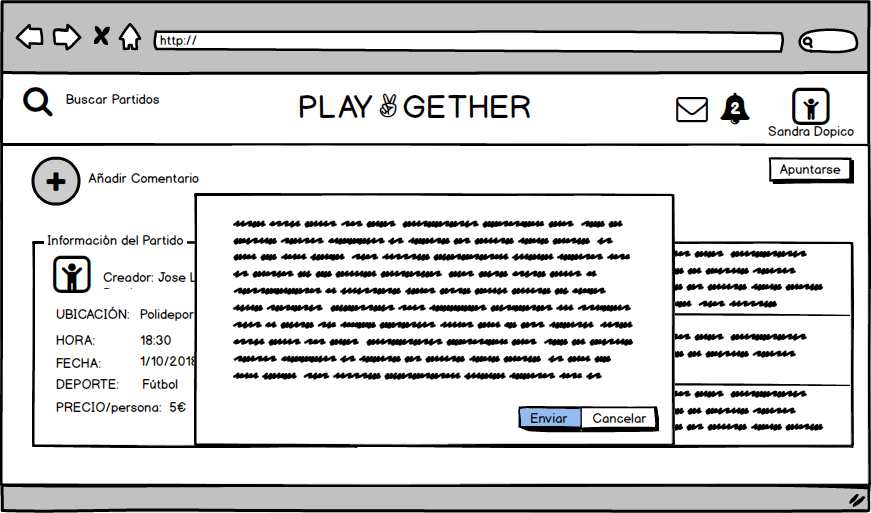 http://
Buscar Partidos
PLAY✌GETHER
2
Sandra Dopico
Añadir Comentario
Apuntarse
Información del Partido
Creador: Jose L
UBICACIÓN: Polidepor
HORA: 18:30
FECHA: 1/10/2018
DEPORTE: Fútbol
PRECIO/persona: 5€
Enviar
Cancelar